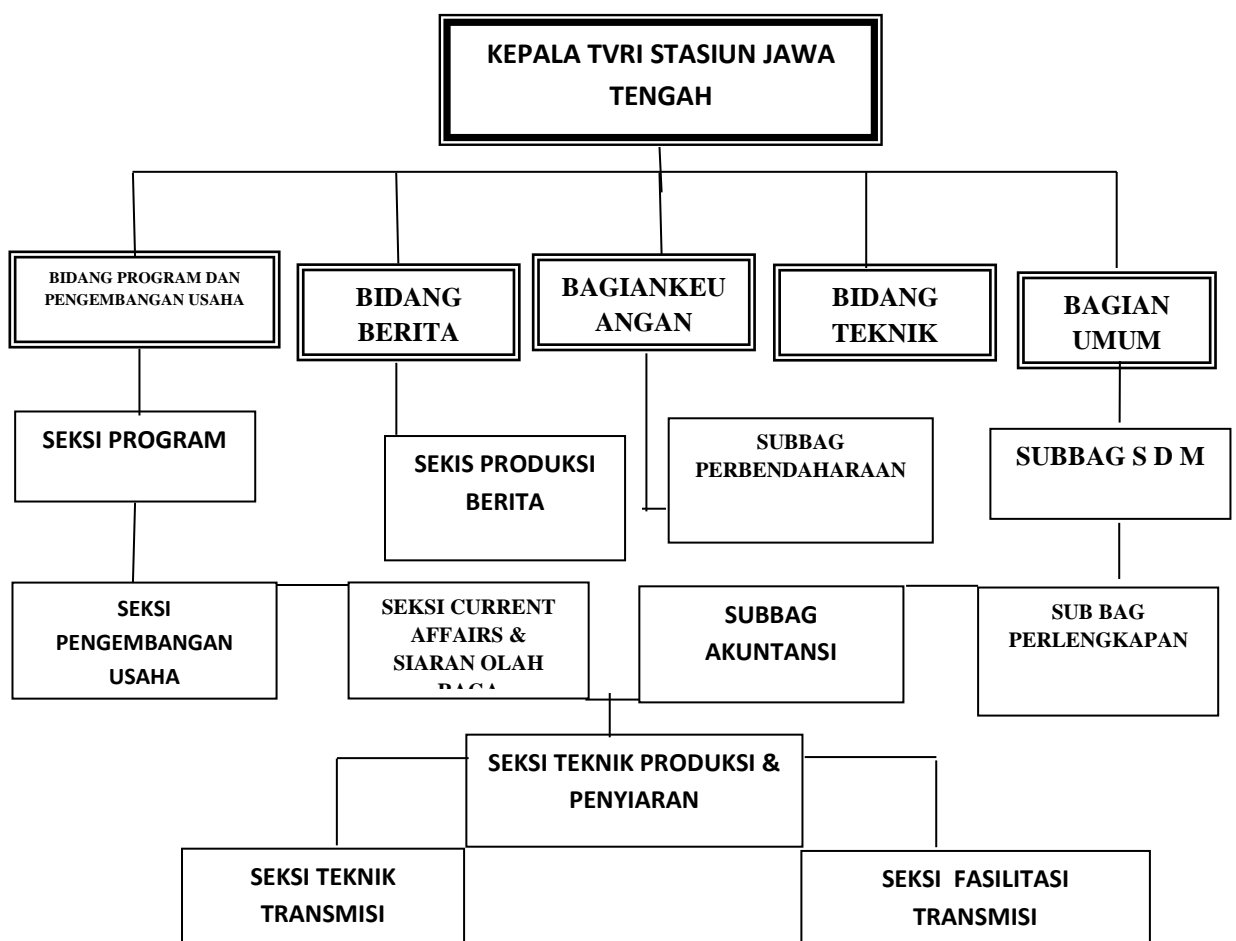 KEPALA TVRI STASIUN JAWA
TENGAH
BIDANG PROGRAM DAN
PENGEMBANGAN USAHA
BIDANG
BERITA
BAGIANKEU
ANGAN
BIDANG
TEKNIK
BAGIAN
UMUM
SEKSI PROGRAM
SEKIS PRODUKSI
BERITA
SUBBAG
PERBENDAHARAAN
SUBBAG S D M
SEKSI
PENGEMBANGAN
USAHA
SEKSI CURRENT
AFFAIRS &
SIARAN OLAH
SUBBAG
AKUNTANSI
SUB BAG
PERLENGKAPAN
SEKSI TEKNIK PRODUKSI &
PENYIARAN
SEKSI TEKNIK
TRANSMISI
SEKSI FASILITASI
TRANSMISI